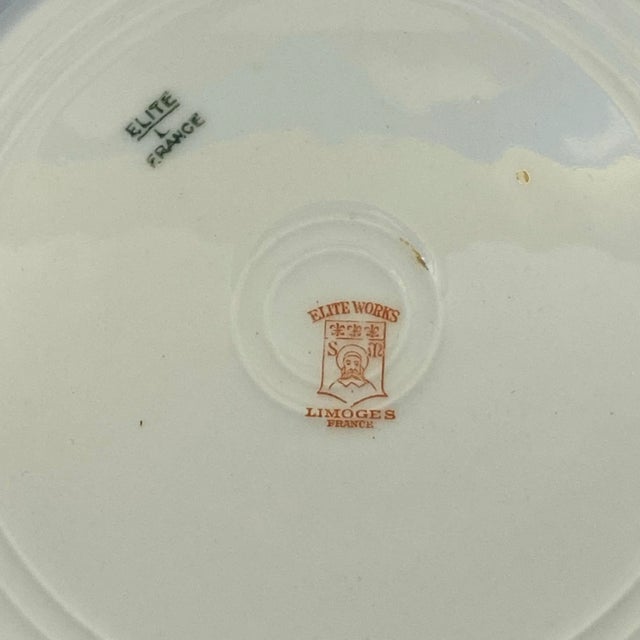 ELITE
L
FRANCE
ELITE WORKS
S M
LIMOGES
FRANCE